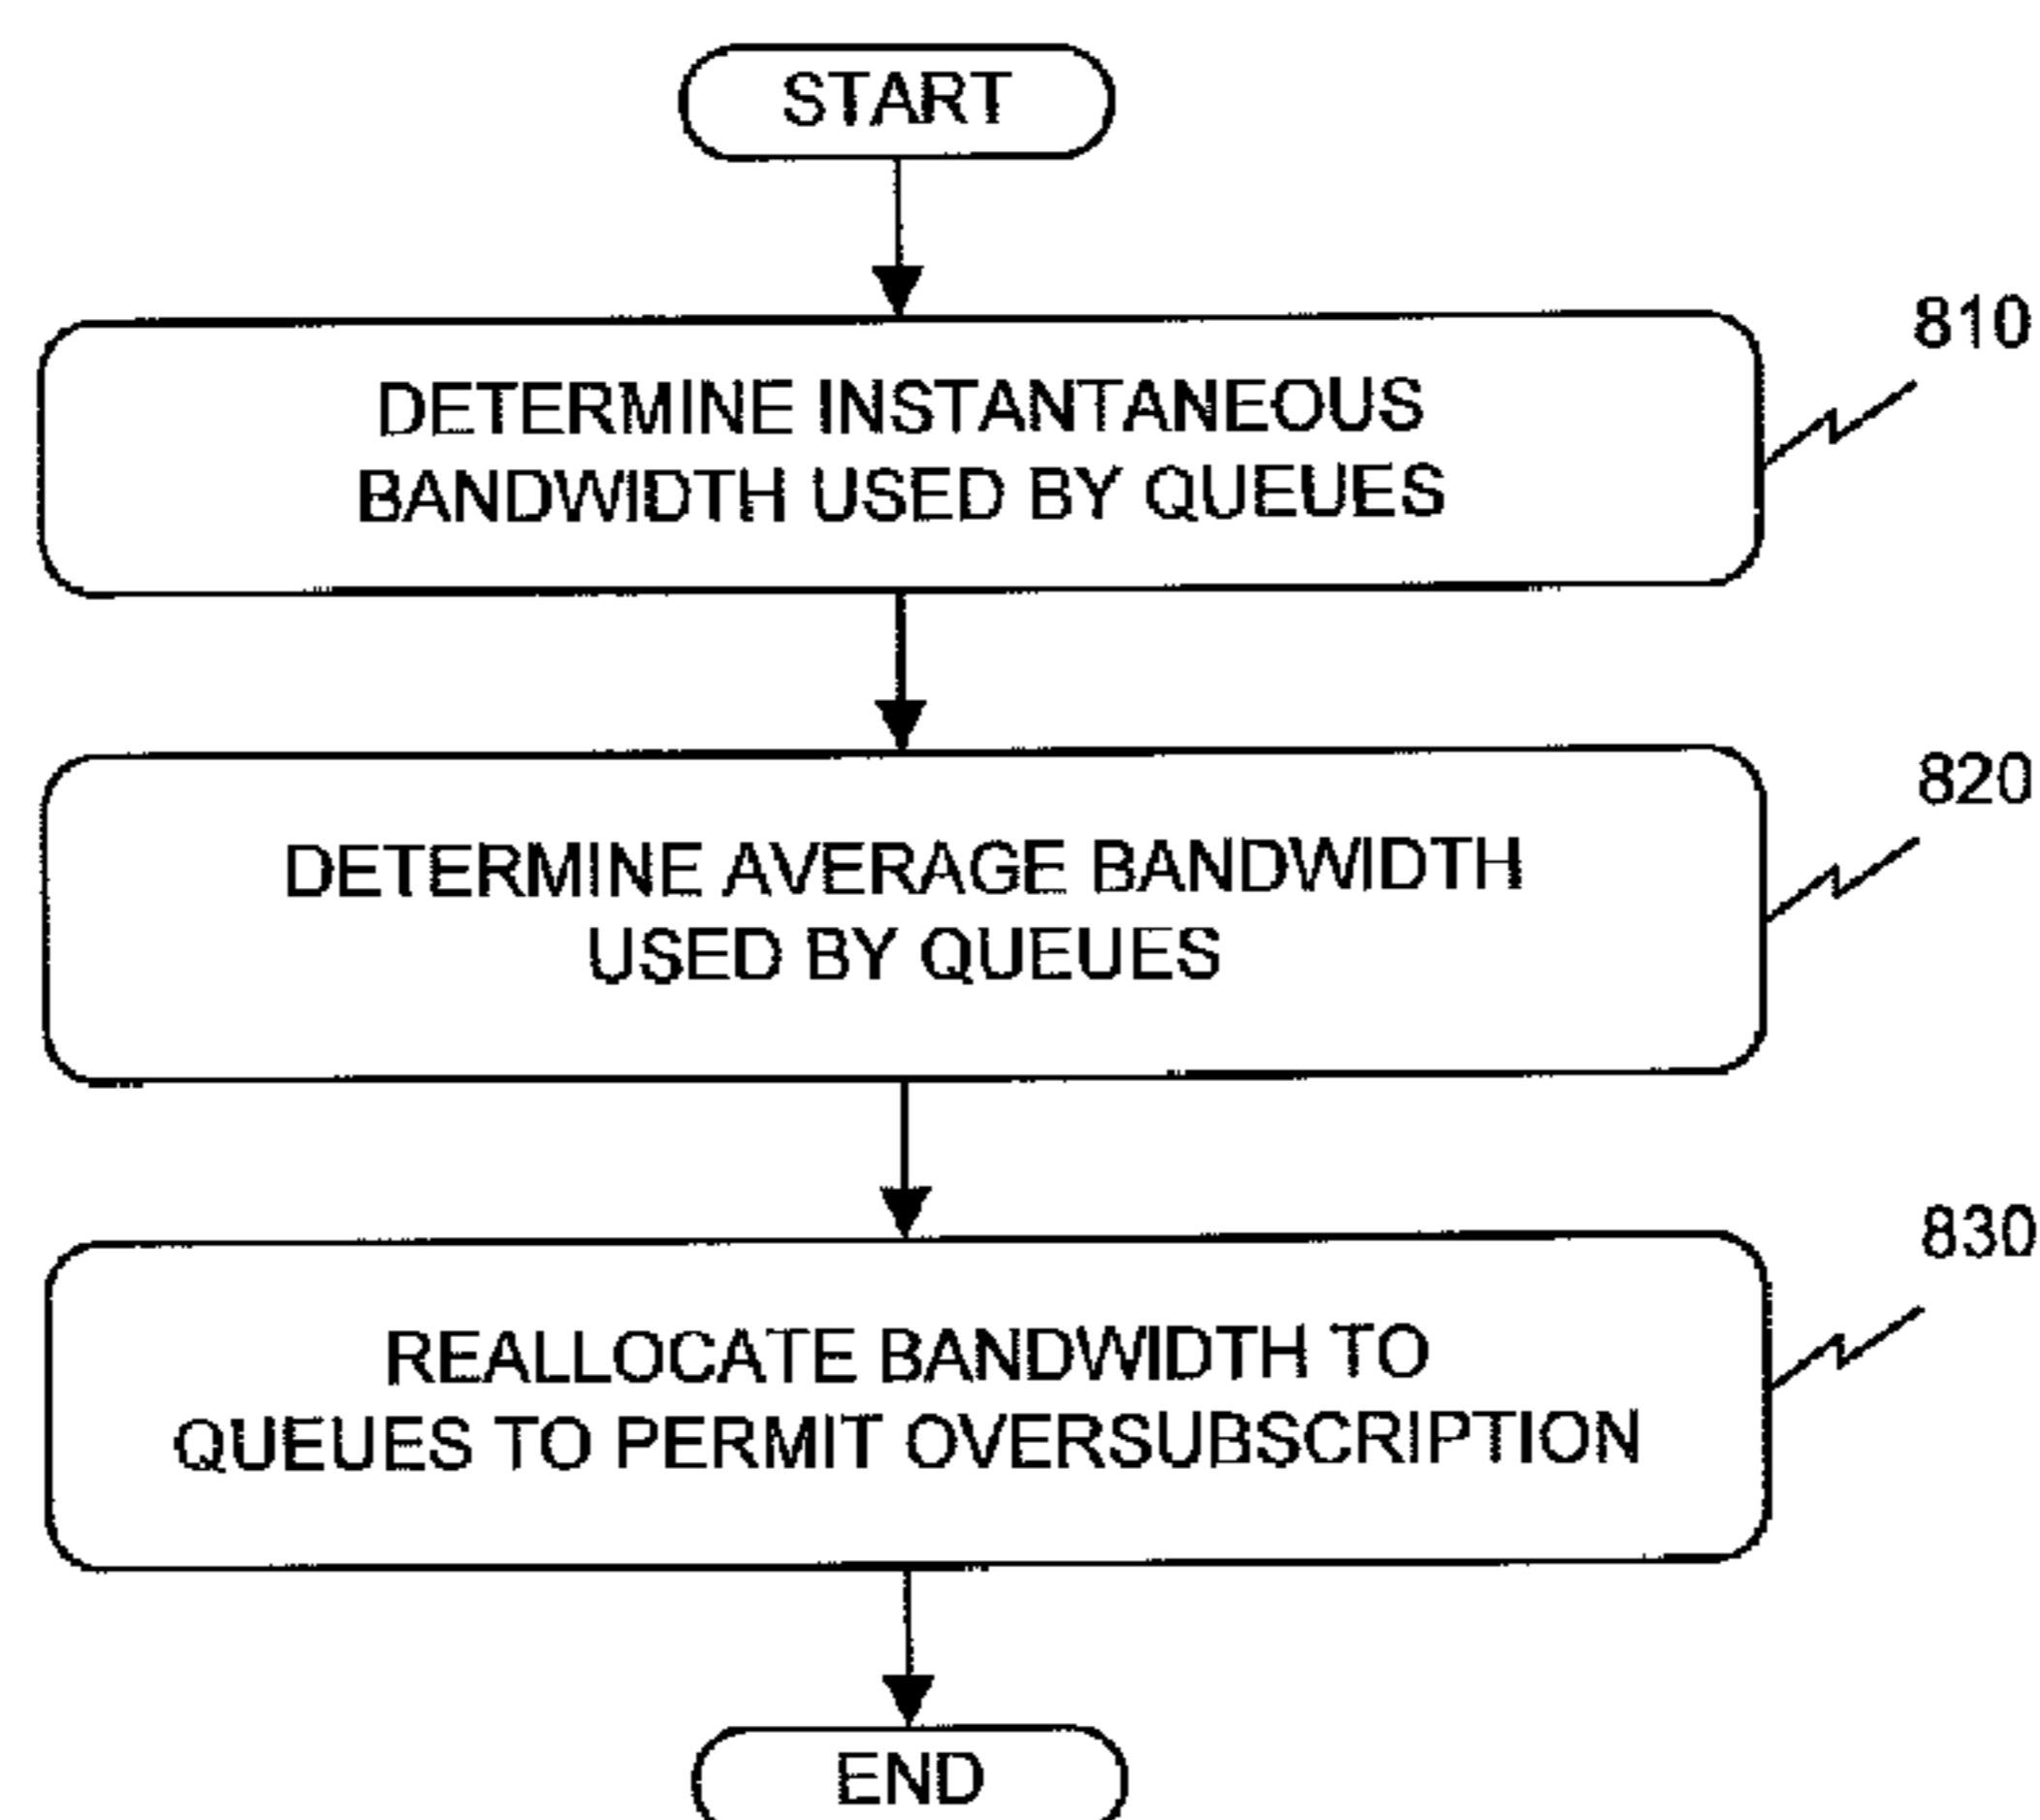 START
810
DETERMINE INSTANTANEOUS
BANDWIDTH USED BY QUEUES
820
DETERMINE AVERAGE BANDWIDTH
USED BY QUEUES
830
REALLOCATE BANDWIDTH TO
QUEUES TO PERMIT OVERSUBSCRIPTION
END